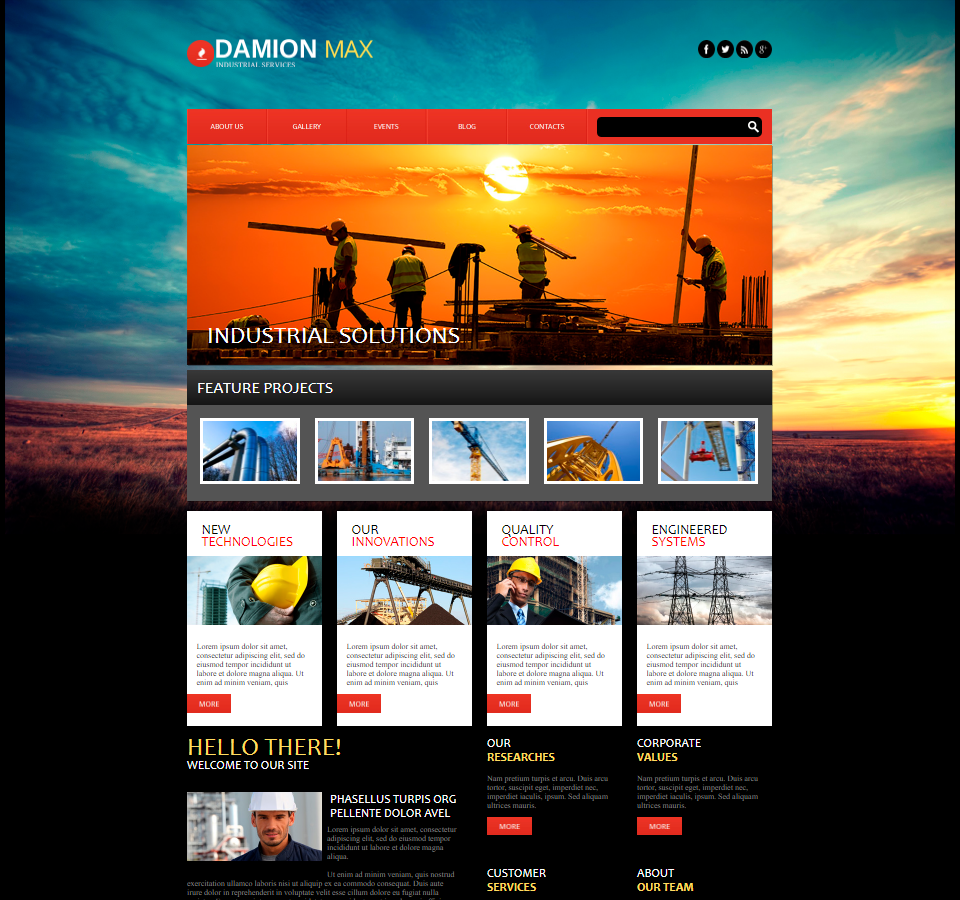 DAMION MAX
INDUSTRIAL SERVICES
ABOUT US
GALLERY
EVENTS
BLOG
CONTACTS
INDUSTRIAL SOLUTIONS
FEATURE PROJECTS
NEW
TECHNOLOGIES
Lorem ipsum dolor sit amet,
consectetur adipiscing elit, sed do
eiusmod tempor incididunt ut
labore et dolore magna aliqua. Ut
enim ad minim veniam, quis
MORE
OUR
INNOVATIONS
Lorem ipsum dolor sit amet,
consectetur adipiscing elit, sed do
eiusmod tempor incididunt ut
labore et dolore magna aliqua. Ut
enim ad minim veniam, quis
MORE
QUALITY
CONTROL
Lorem ipsum dolor sit amet,
consectetur adipiscing elit, sed do
eiusmod tempor incididunt ut
labore et dolore magna aliqua. Ut
enim ad minim veniam, quis
MORE
ENGINEERED
SYSTEMS
Lorem ipsum dolor sit amet,
consectetur adipiscing elit, sed do
eiusmod tempor incididunt ut
labore et dolore magna aliqua. Ut
enim ad minim veniam, quis
MORE
HELLO THERE!
WELCOME TO OUR SITE
PHASELLUS TURPIS ORG
PELLENTE DOLOR AVEL
Lorem ipsum dolor sit amet, consectetur
adipiscing elit, sed do eiusmod tempor
incididunt ut labore et dolore magna
aliqua.
Ut enim ad minim veniam, quis nostrud
exercitation ullamco laboris nisi ut aliquip ex ea commodo consequat. Duis aute
irure dolor in reprehenderit in voluptate velit esse cillum dolore eu fugiat nulla
OUR
RESEARCHES
Nam pretium turpis et arcu. Duis arcu
tortor, suscipit eget, imperdiet nec,
imperdiet iaculis, ipsum. Sed aliquam
ultrices mauris.
MORE
CORPORATE
VALUES
Nam pretium turpis et arcu. Duis arcu
tortor, suscipit eget, imperdiet nec,
imperdiet iaculis, ipsum. Sed aliquam
ultrices mauris.
MORE
CUSTOMER
SERVICES
ABOUT
OUR TEAM